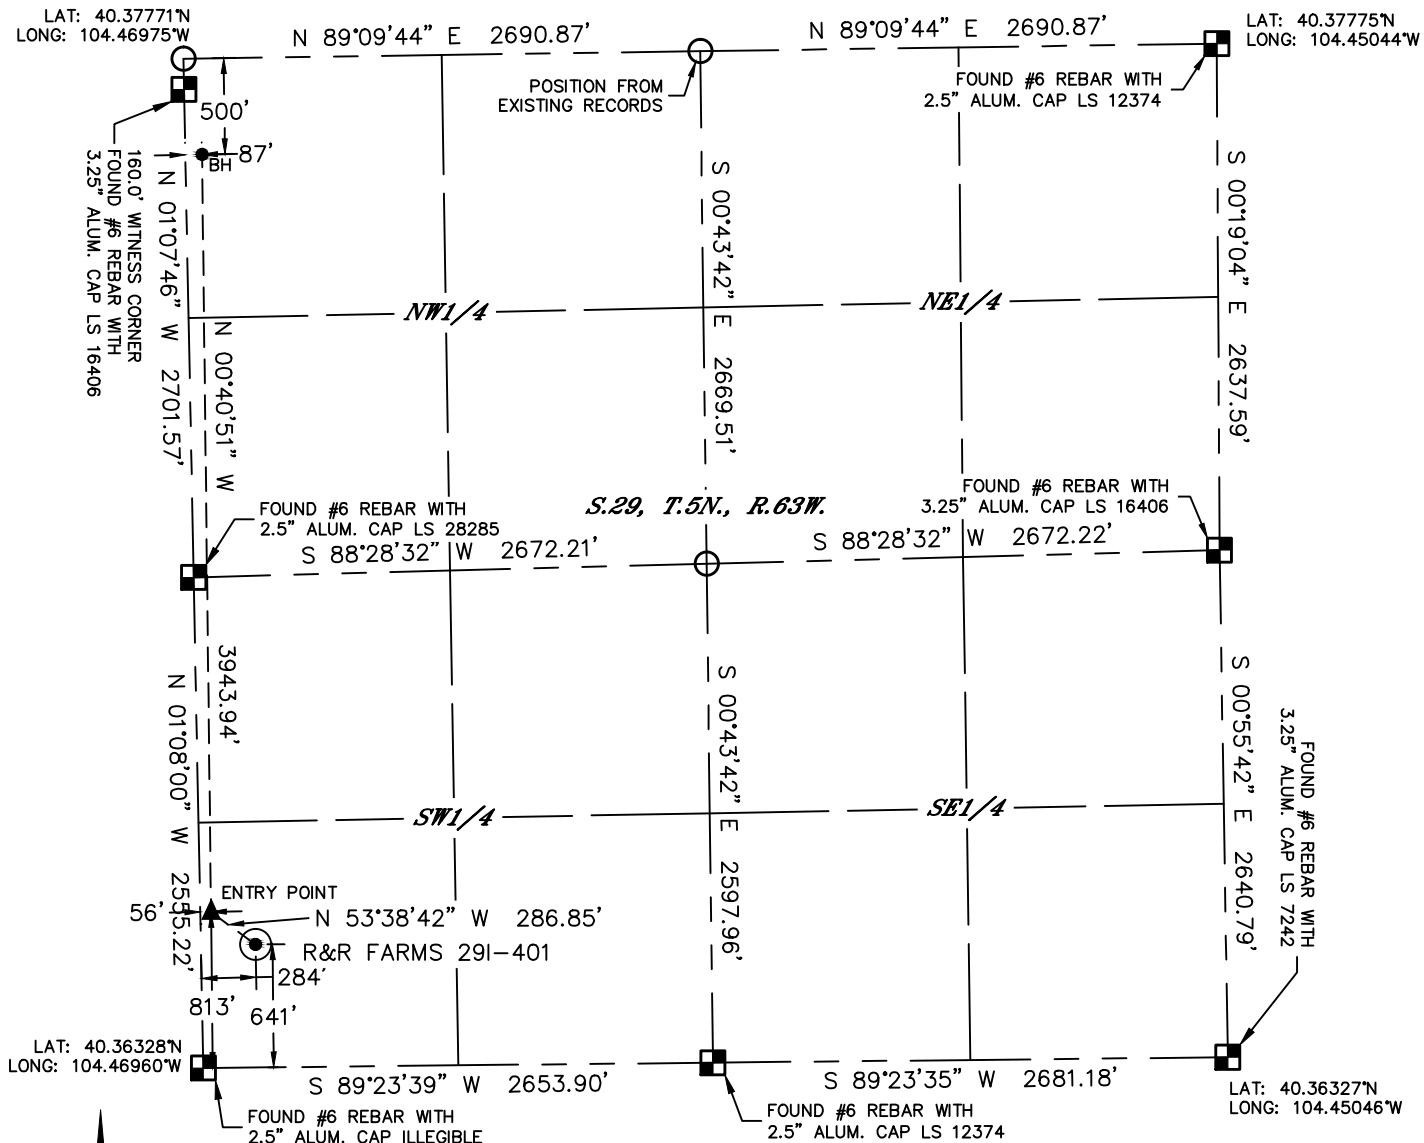 LAT: 40.37771°N
LONG: 104.46975°W
N 89°09'44" E 2690.87'
N 89°09'44" E 2690.87'
LAT: 40.37775°N
LONG: 104.45044°W
POSITION FROM
EXISTING RECORDS
FOUND #6 REBAR WITH
2.5" ALUM. CAP LS 12374
500'
87'
BH
160.0' WITNESS CORNER
FOUND #6 REBAR WITH
3.25" ALUM. CAP LS 16406
N 01°07'46" W 2701.57'
N 00°40'51" W
3943.94'
S 00°43'42" E 2669.51'
S 00°19'04" E 2637.59'
NW1/4
NE1/4
S.29, T.5N., R.63W.
FOUND #6 REBAR WITH
2.5" ALUM. CAP LS 28285
FOUND #6 REBAR WITH
3.25" ALUM. CAP LS 16406
S 88°28'32" W 2672.21'
S 88°28'32" W 2672.22'
N 01°08'00" W 2555.22'
S 00°43'42" E 2597.96'
S 00°55'42" E 2640.79'
FOUND #6 REBAR WITH
3.25" ALUM. CAP LS 7242
SW1/4
SE1/4
ENTRY POINT
56'
N 53°38'42" W 286.85'
R&R FARMS 29I-401
284'
813'
641'
LAT: 40.36328°N
LONG: 104.46960°W
S 89°23'39" W 2653.90'
S 89°23'35" W 2681.18'
LAT: 40.36327°N
LONG: 104.45046°W
FOUND #6 REBAR WITH
2.5" ALUM. CAP ILLEGIBLE
FOUND #6 REBAR WITH
2.5" ALUM. CAP LS 12374